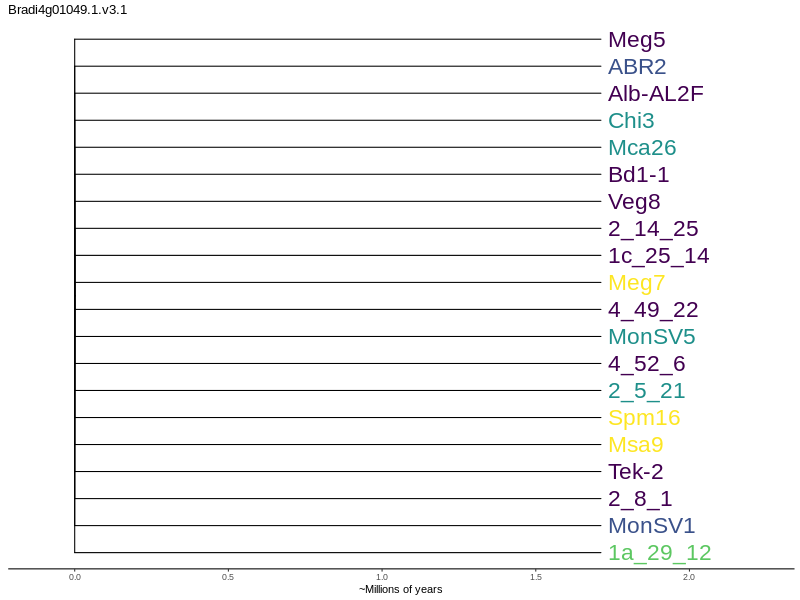 Bradi4g01049.1.v3.1
Meg5
ABR2
Alb-AL2F
Chi3
Mca26
Bd1-1
Veg8
2_14_25
1c_25_14
Meg7
4_49_22
MonSV5
4_52_6
2_5_21
Spm16
Msa9
Tek-2
2_8_1
MonSV1
1a_29_12
0.0 0.5 1.0 1.5 2.0
~Millions of years